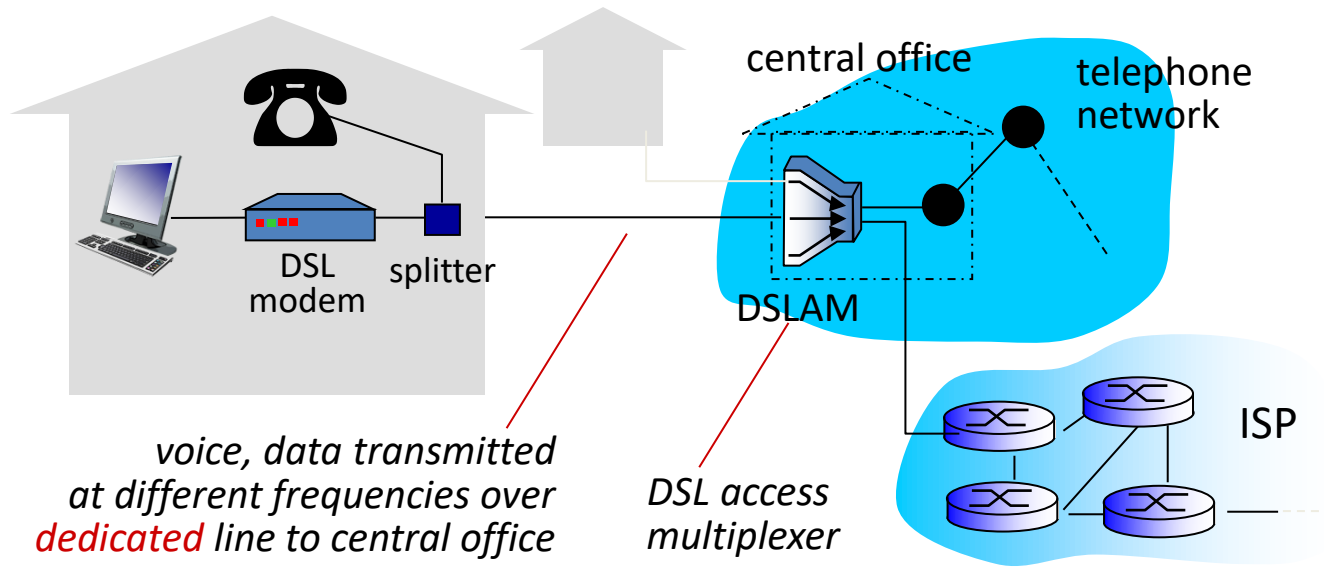 central office
telephone
network
DSL
modem
splitter
DSLAM
ISP
voice, data transmitted
at different frequencies over
dedicated line to central office
DSL access
multiplexer